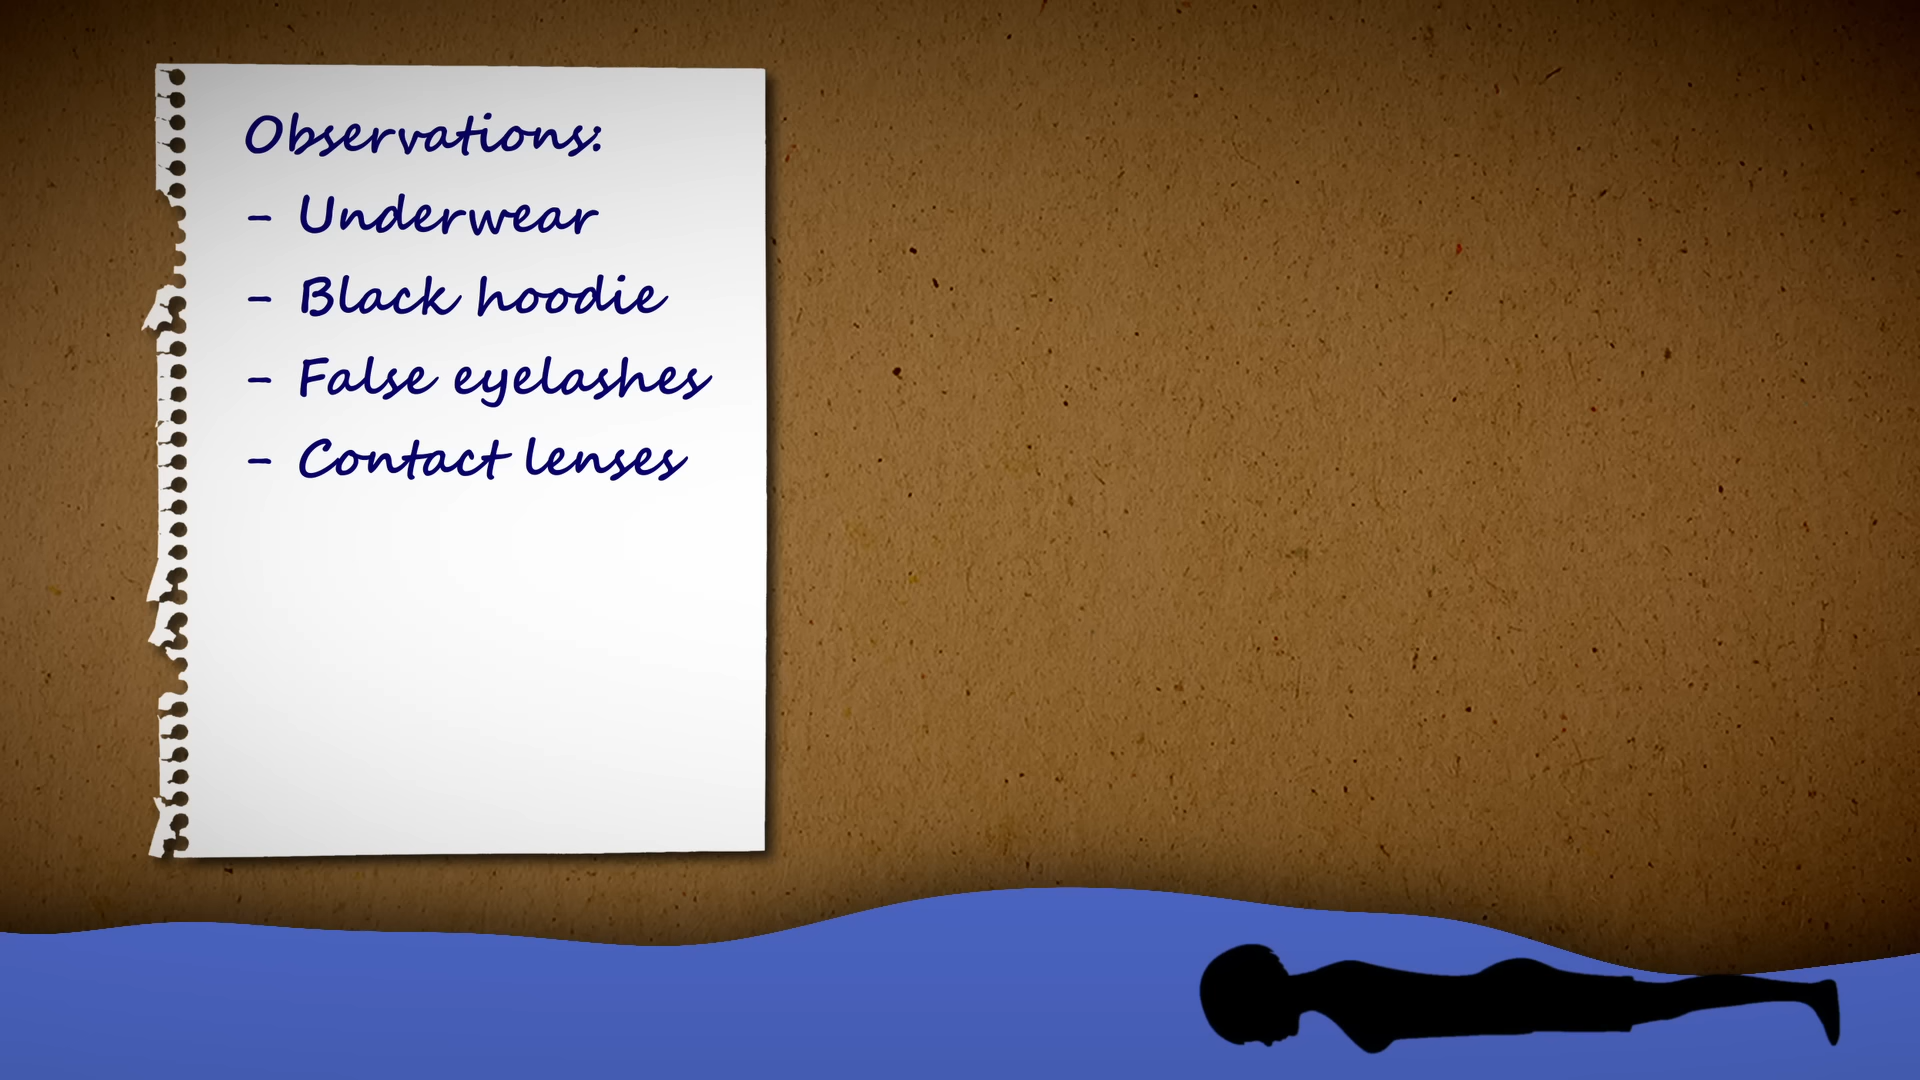 Observations:
- Underwear
- Black hoodie
- False eyelashes
- Contact lenses